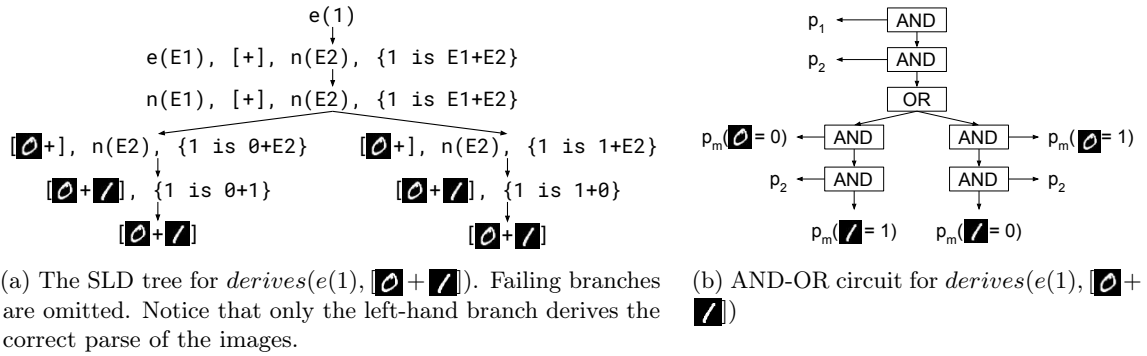 e(1)
e(E1), [+], n(E2), {1 is E1+E2}
n(E1), [+], n(E2), {1 is E1+E2}
[0+], n(E2), {1 is 0+E2}
[0+], n(E2), {1 is 1+E2}
[0+1], {1 is 0+1}
[0+1], {1 is 1+0}
[0+1]
[0+1]
(a) The SLD tree for derives(e(1), [0 + 1]). Failing branches
are omitted. Notice that only the left-hand branch derives the
correct parse of the images.
p1
AND
p2
AND
OR
pm(0 = 0)
AND
AND
pm(0 = 1)
p2
AND
AND
p2
pm(1 = 1)
pm(1 = 0)
(b) AND-OR circuit for derives(e(1), [0 +
1])